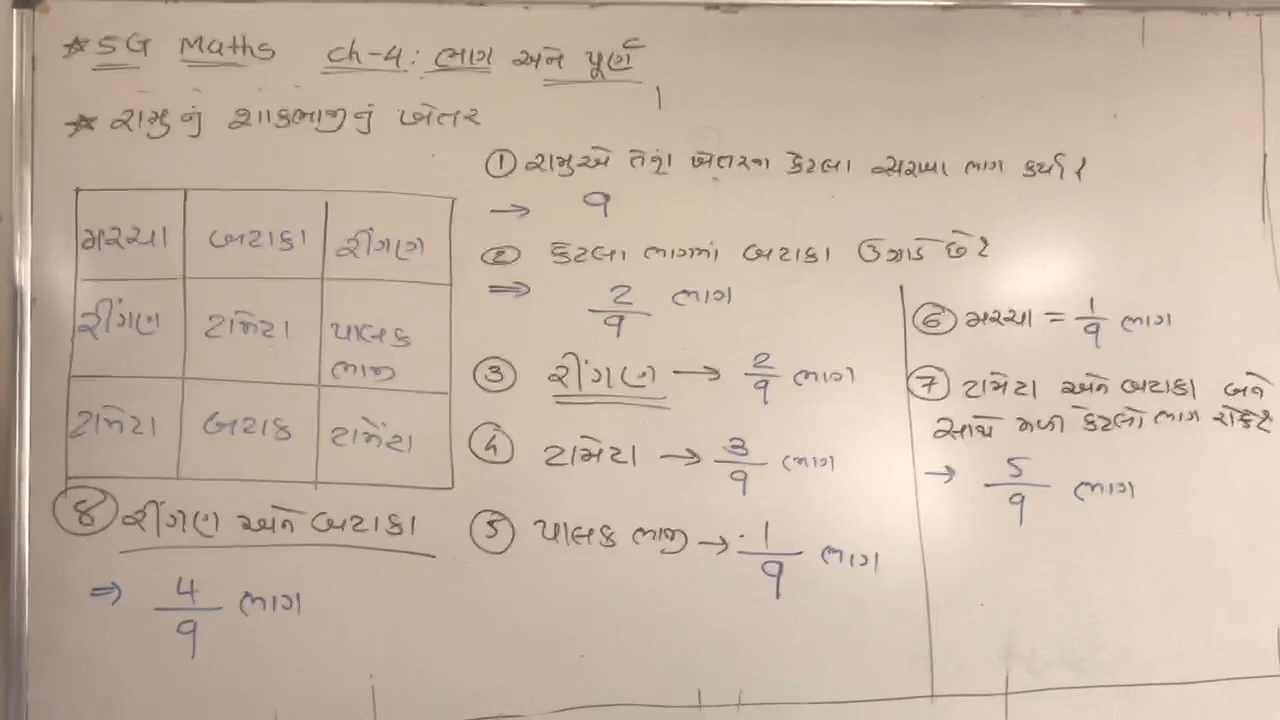 * SG Maths ch-4: ભાગ અને પૂર્ણ
* રામુનું શાકભાજીનું ખેતર
મરચા બટાકા રીંગણ
રીંગણ ટામેટા પાલક ભાજી
ટામેટા બટાક ટામેટા
① રામુએ તેનાં ખેતરના કેટલા સરખા ભાગ કર્યા?
→ 9
② કેટલા ભાગમાં બટાકા ઉગાડે છે?
⇒ 2/9 ભાગ
③ રીંગણ → 2/9 ભાગ
④ ટામેટા → 3/9 ભાગ
⑤ પાલક ભાજી → 1/9 ભાગ
⑥ મરચા = 1/9 ભાગ
⑦ ટામેટા અને બટાકા બંને
સાથે મળી કેટલો ભાગ રોકે?
→ 5/9 ભાગ
⑧ રીંગણ અને બટાકા
⇒ 4/9 ભાગ